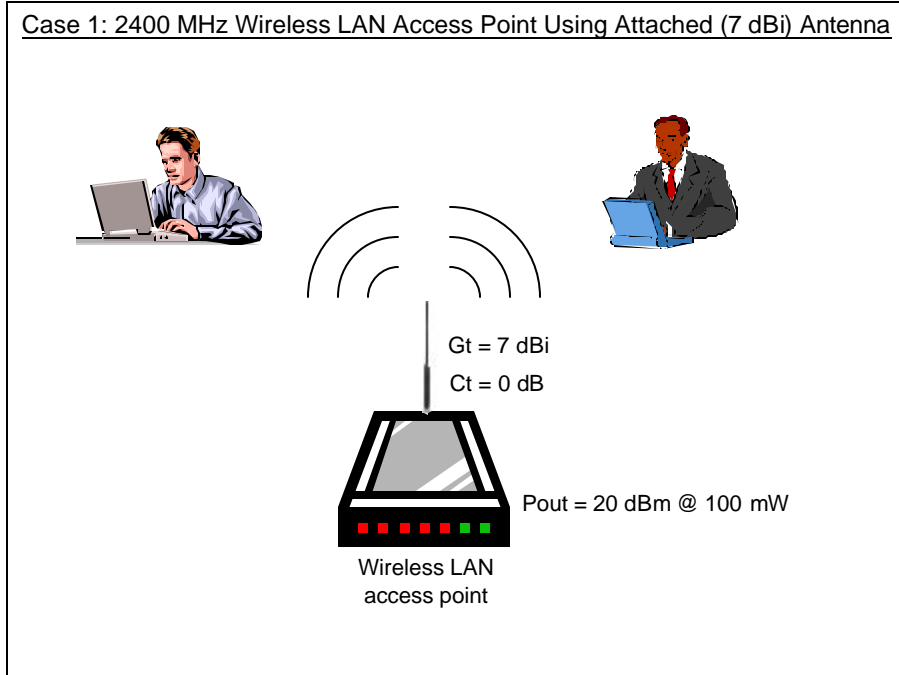 Case 1: 2400 MHz Wireless LAN Access Point Using Attached (7 dBi) Antenna
Gt = 7 dBi
Ct = 0 dB
Pout = 20 dBm @ 100 mW
Wireless LAN
access point